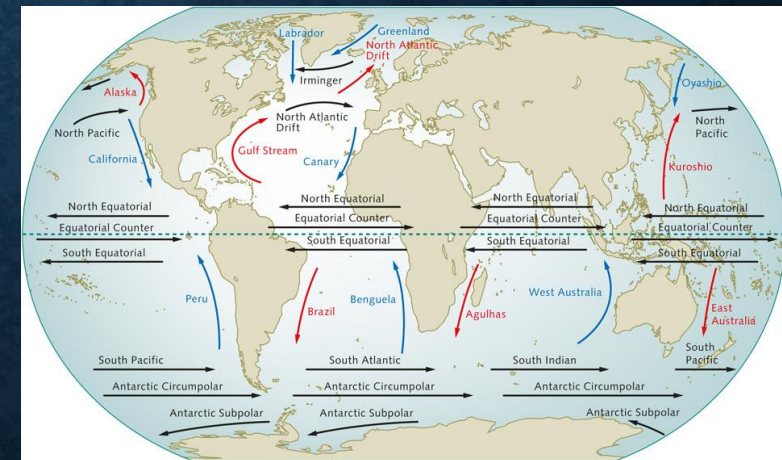 Labrador
Greenland
North Atlantic
Drift
Irminger
Oyashio
Alaska
North Pacific
North Atlantic
Drift
North
Pacific
California
Gulf Stream
Canary
Kuroshio
North Equatorial
North Equatorial
North Equatorial
North Equatorial
Equatorial Counter
Equatorial Counter
Equatorial Counter
Equatorial Counter
South Equatorial
South Equatorial
South Equatorial
South Equatorial
Peru
Brazil
Benguela
Agulhas
West Australia
East
Australia
South Pacific
South Atlantic
South Indian
South
Pacific
Antarctic Circumpolar
Antarctic Circumpolar
Antarctic Circumpolar
Antarctic Subpolar
Antarctic Subpolar
Antarctic Subpolar